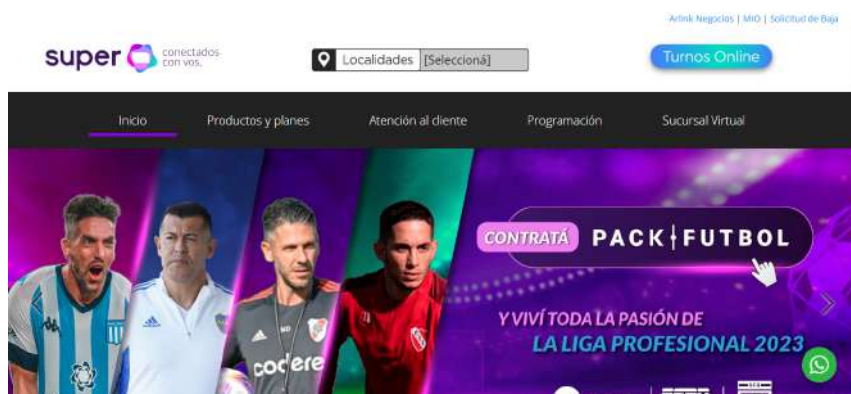 Arlink Negocios | MIO | Solicitud de Baja
super conectados
con vos.
Localidades [Seleccioná]
Turnos Online
Inicio Productos y planes Atención al cliente Programación Sucursal Virtual
CONTRATÁ PACK FUTBOL
Y VIVÍ TODA LA PASIÓN DE
LA LIGA PROFESIONAL 2023
codere